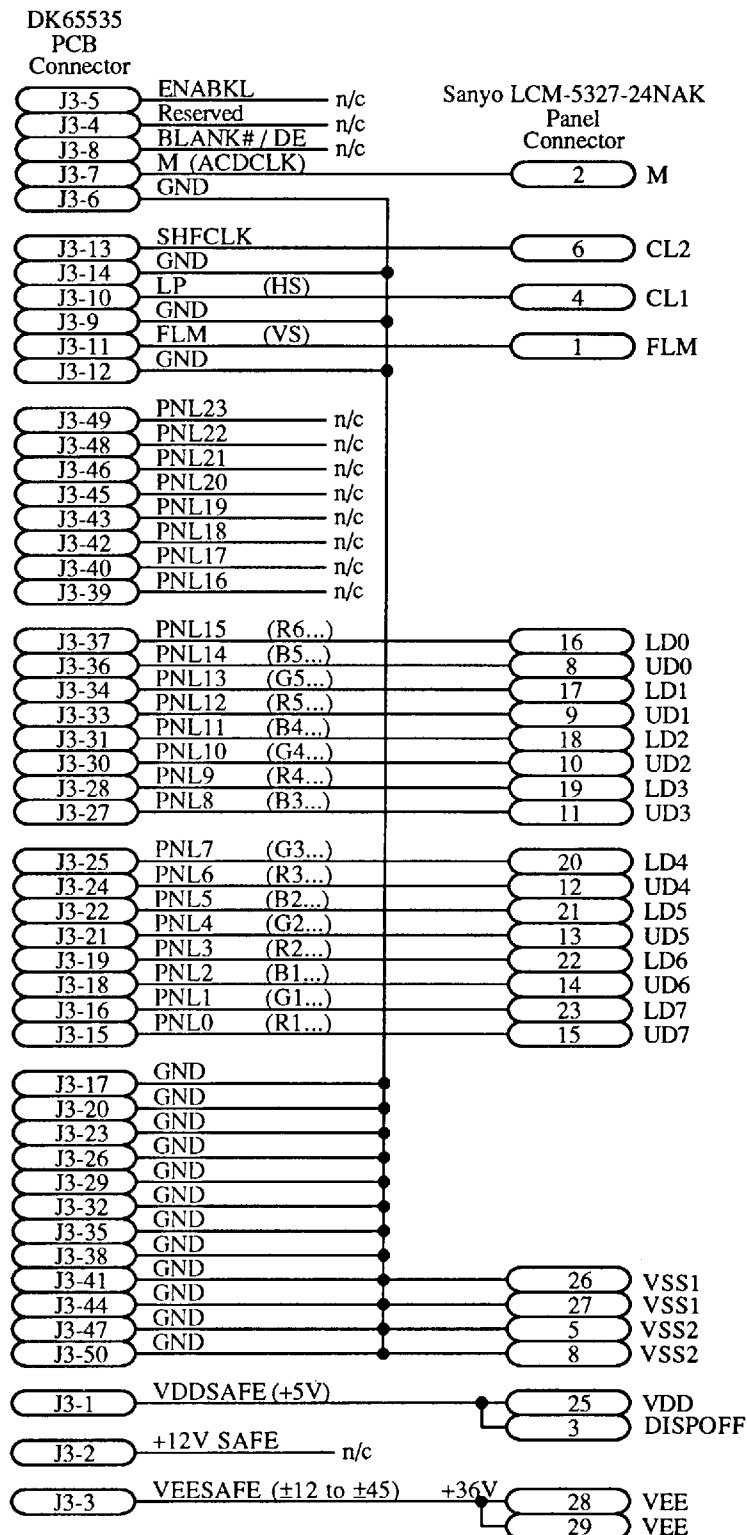 DK65535
PCB
Connector
Sanyo LCM-5327-24NAK
Panel
Connector
J3-5 ENABKL n/c
J3-4 Reserved n/c
J3-8 BLANK# / DE n/c
J3-7 M (ACDCLK) 2 M
J3-6 GND
J3-13 SHFCLK 6 CL2
J3-14 GND
J3-10 LP (HS) 4 CL1
J3-9 GND
J3-11 FLM (VS) 1 FLM
J3-12 GND
J3-49 PNL23 n/c
J3-48 PNL22 n/c
J3-46 PNL21 n/c
J3-45 PNL20 n/c
J3-43 PNL19 n/c
J3-42 PNL18 n/c
J3-40 PNL17 n/c
J3-39 PNL16 n/c
J3-37 PNL15 (R6...) 16 LD0
J3-36 PNL14 (B5...) 8 UD0
J3-34 PNL13 (G5...) 17 LD1
J3-33 PNL12 (R5...) 9 UD1
J3-31 PNL11 (B4...) 18 LD2
J3-30 PNL10 (G4...) 10 UD2
J3-28 PNL9 (R4...) 19 LD3
J3-27 PNL8 (B3...) 11 UD3
J3-25 PNL7 (G3...) 20 LD4
J3-24 PNL6 (R3...) 12 UD4
J3-22 PNL5 (B2...) 21 LD5
J3-21 PNL4 (G2...) 13 UD5
J3-19 PNL3 (R2...) 22 LD6
J3-18 PNL2 (B1...) 14 UD6
J3-16 PNL1 (G1...) 23 LD7
J3-15 PNL0 (R1...) 15 UD7
J3-17 GND
J3-20 GND
J3-23 GND
J3-26 GND
J3-29 GND
J3-32 GND
J3-35 GND
J3-38 GND
J3-41 GND 26 VSS1
J3-44 GND 27 VSS1
J3-47 GND 5 VSS2
J3-50 GND 8 VSS2
J3-1 VDDSAFE (+5V) 25 VDD
3 DISPOFF
J3-2 +12V SAFE n/c
J3-3 VEESAFE (±12 to ±45) +36V 28 VEE
29 VEE